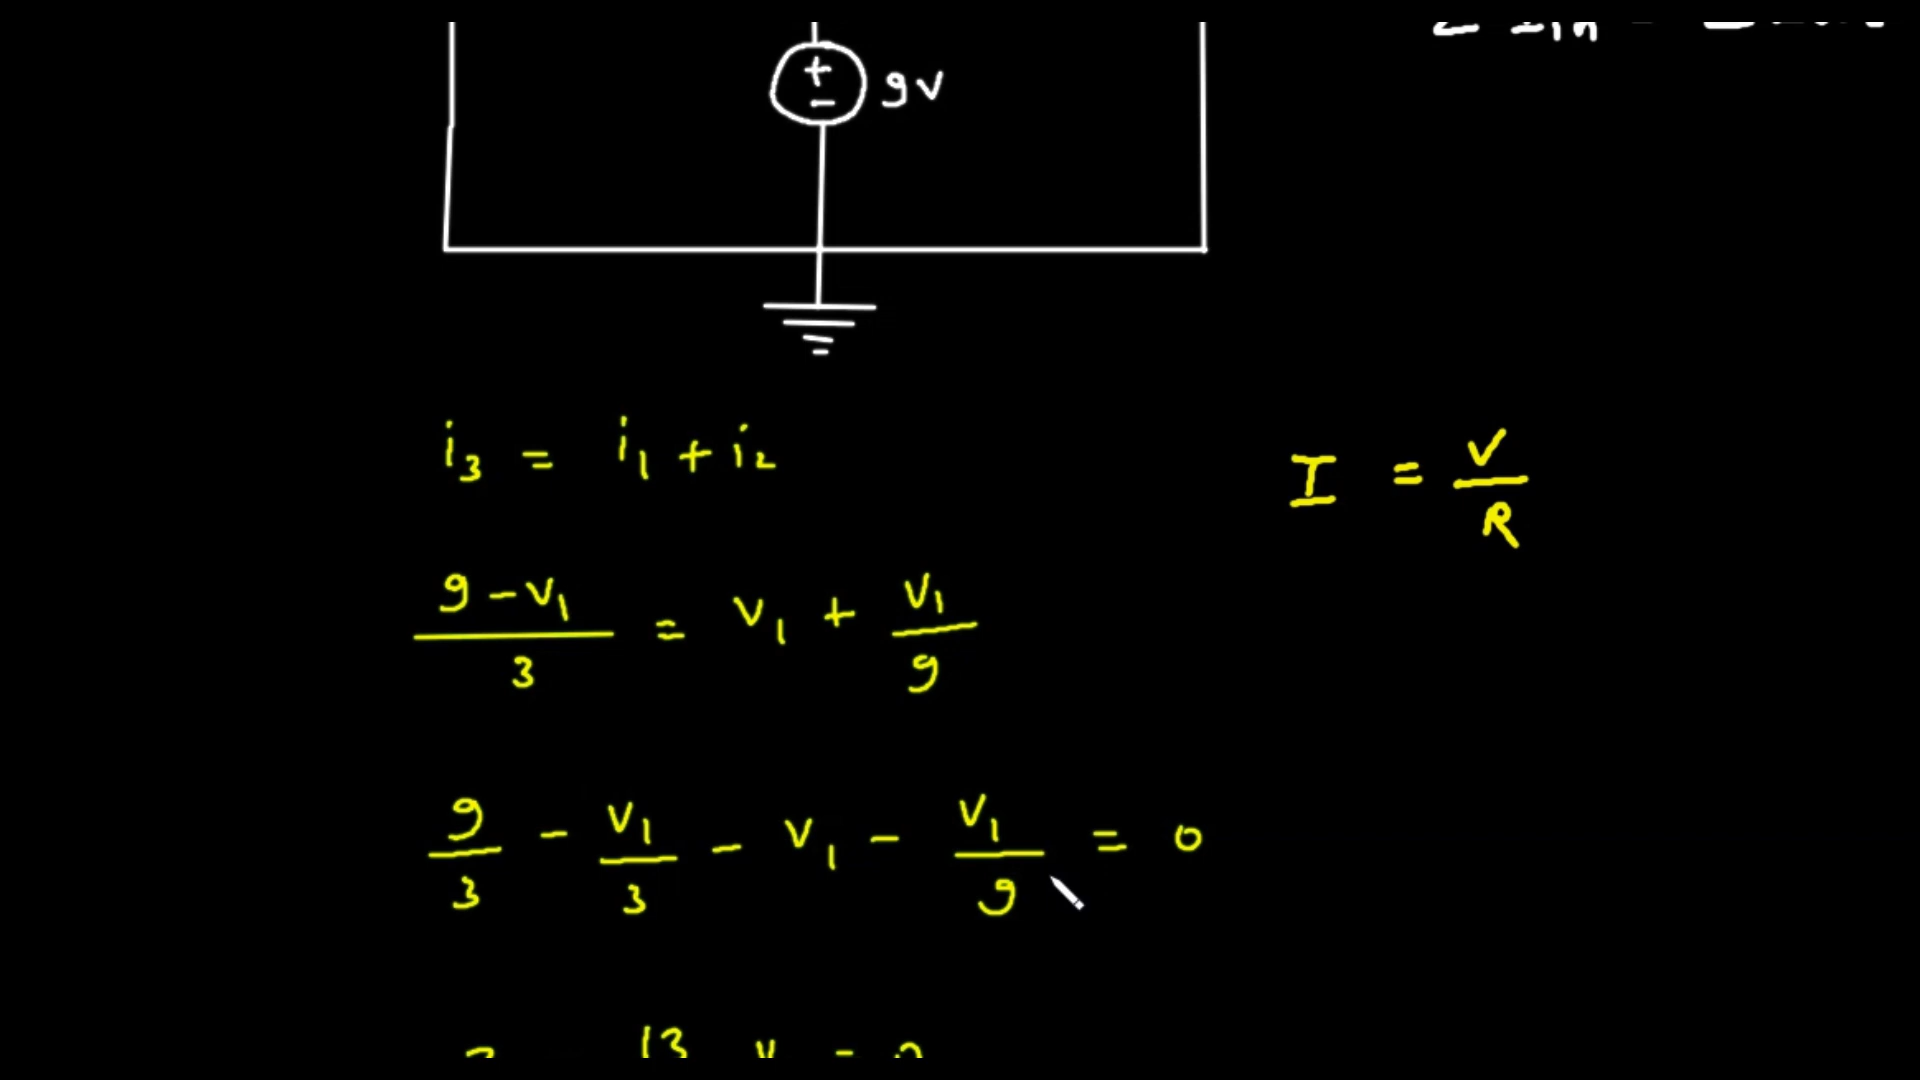 +
- 9V
i3 = i1 + i2
I = V/R
(9 - V1)/3 = V1 + V1/9
9/3 - V1/3 - V1 - V1/9 = 0